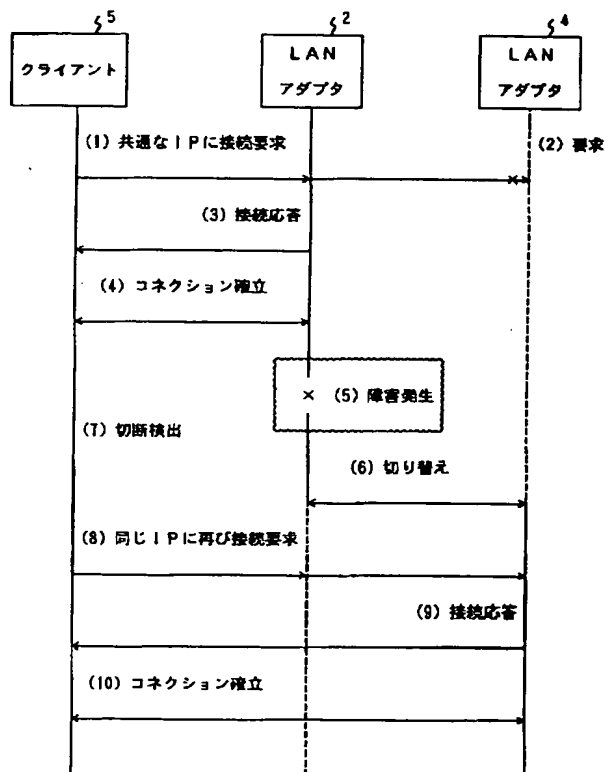 5
2
4
クライアント
LAN
アダプタ
LAN
アダプタ
(1) 共通なIPに接続要求
(2) 要求
(3) 接続応答
(4) コネクション確立
× (5) 障害発生
(7) 切断検出
(6) 切り替え
(8) 同じIPに再び接続要求
(9) 接続応答
(10) コネクション確立